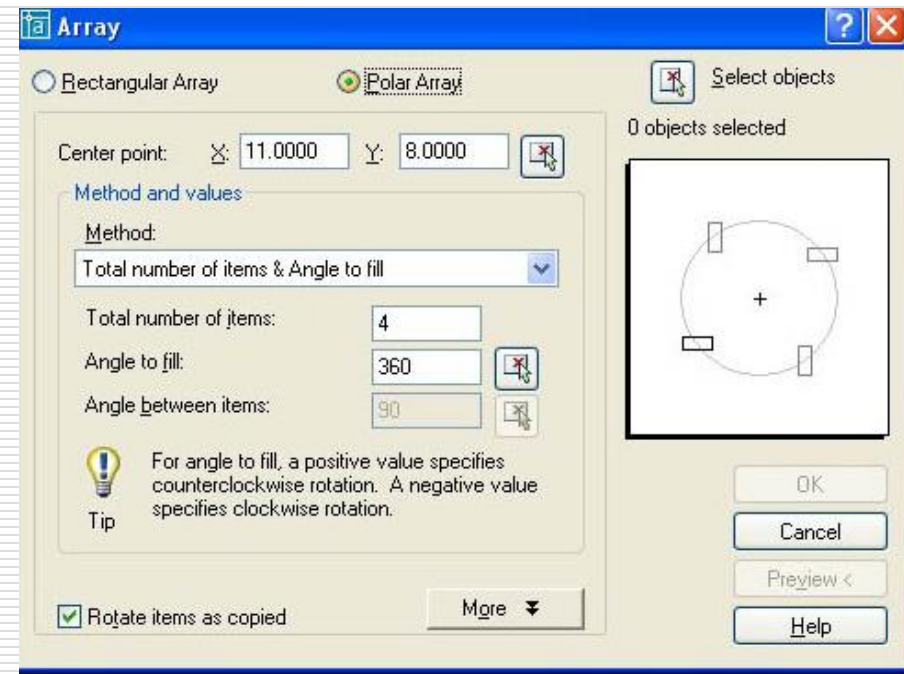 Array
Rectangular Array
Polar Array
Select objects
0 objects selected
Center point: X: 11.0000 Y: 8.0000
Method and values
Method:
Total number of items & Angle to fill
Total number of items: 4
Angle to fill: 360
Angle between items: 90
For angle to fill, a positive value specifies
counterclockwise rotation. A negative value
specifies clockwise rotation.
Tip
Rotate items as copied
More
OK
Cancel
Preview <
Help